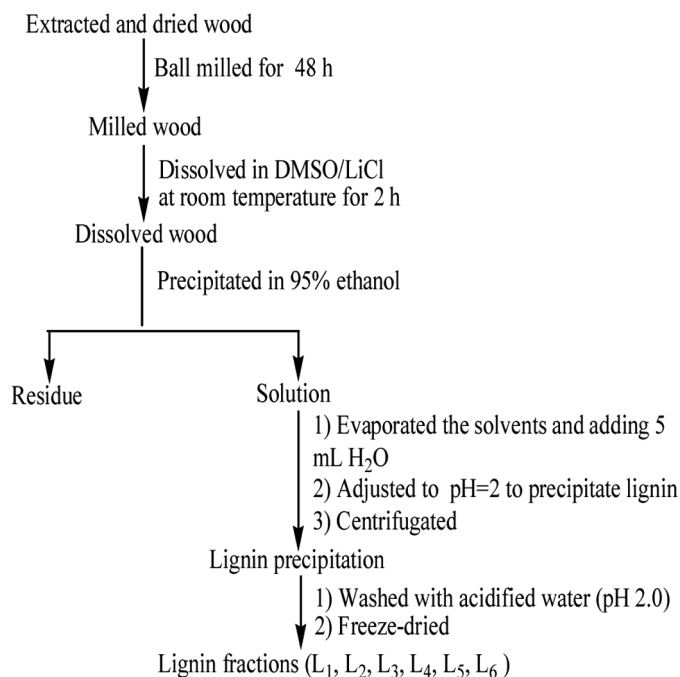 Extracted and dried wood
Ball milled for 48 h
Milled wood
Dissolved in DMSO/LiCl
at room temperature for 2 h
Dissolved wood
Precipitated in 95% ethanol
Residue
Solution
1) Evaporated the solvents and adding 5
mL H₂O
2) Adjusted to pH=2 to precipitate lignin
3) Centrifugated
Lignin precipitation
1) Washed with acidified water (pH 2.0)
2) Freeze-dried
Lignin fractions (L₁, L₂, L₃, L₄, L₅, L₆ )